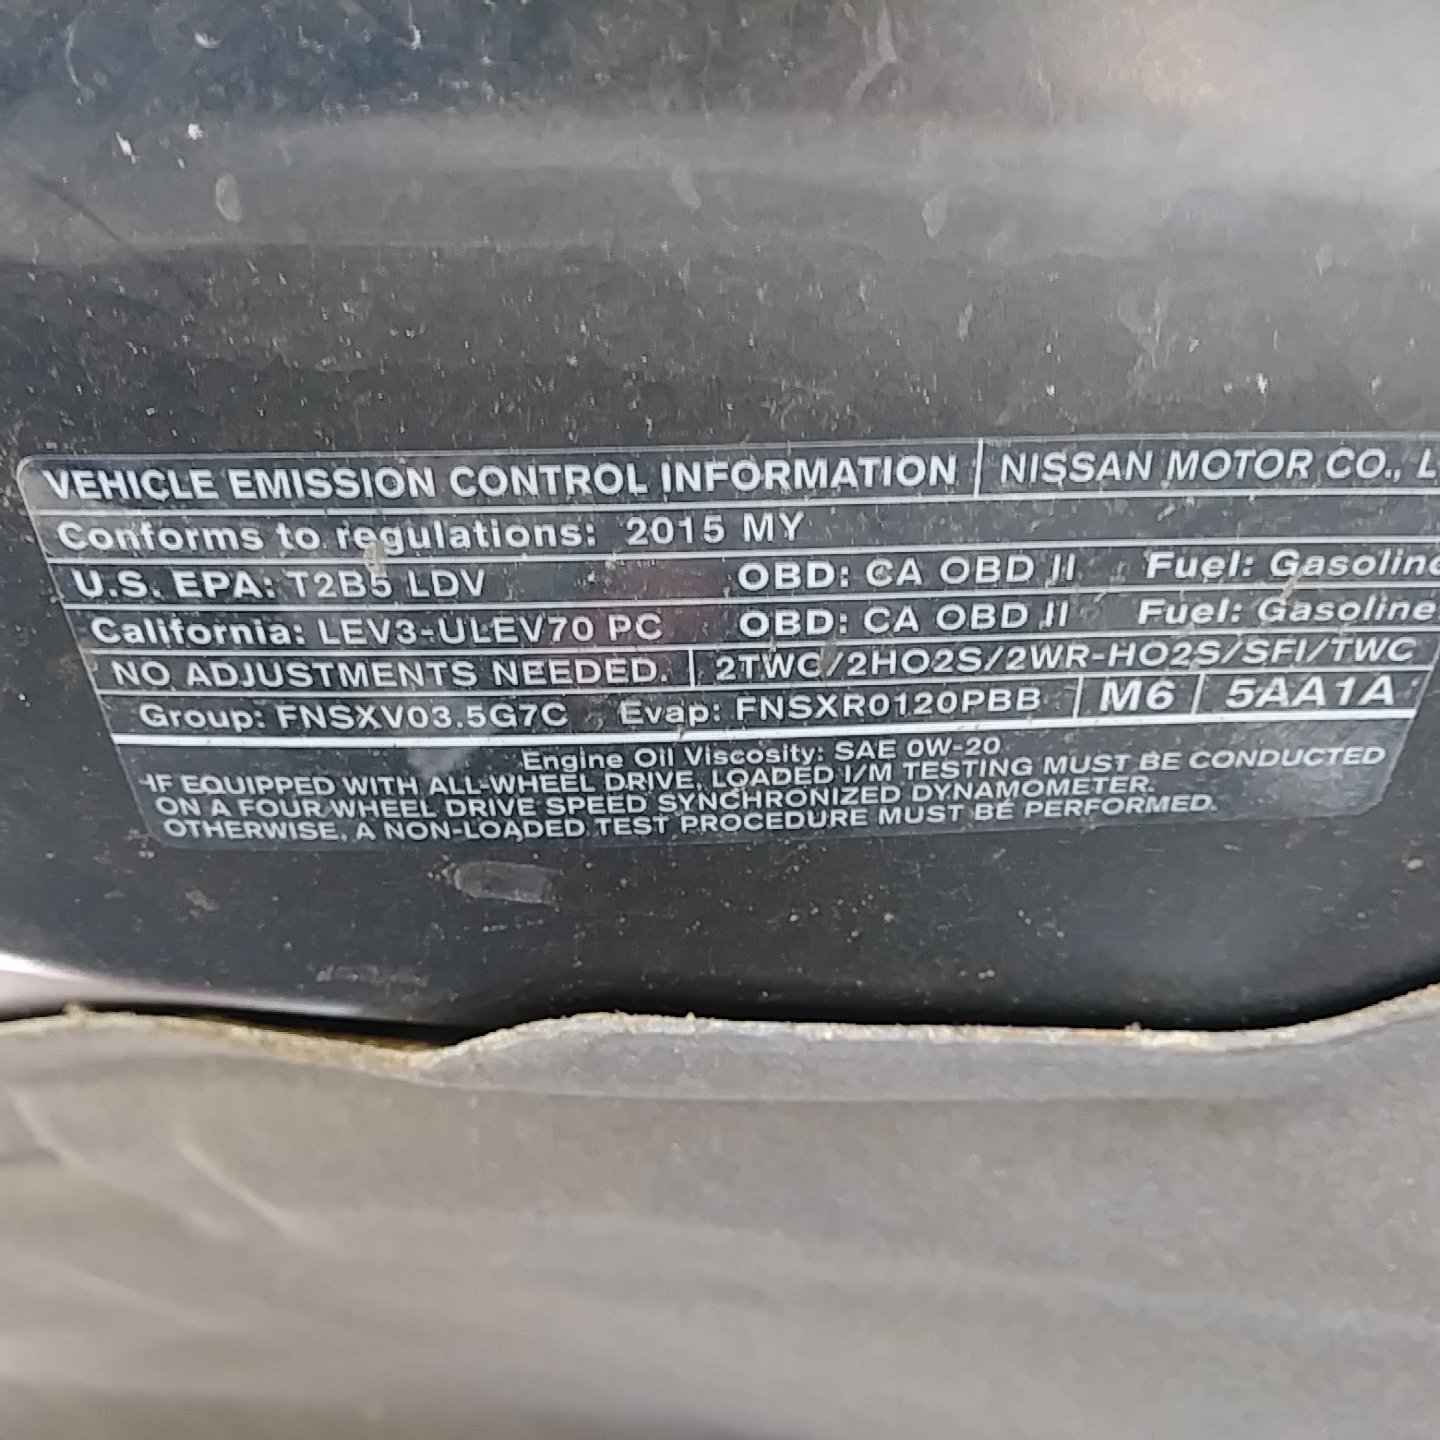 VEHICLE EMISSION CONTROL INFORMATION NISSAN MOTOR CO., L
Conforms to regulations: 2015 MY
U.S. EPA: T2B5 LDV OBD: CA OBD II Fuel: Gasoline
California: LEV3-ULEV70 PC OBD: CA OBD II Fuel: Gasoline
NO ADJUSTMENTS NEEDED. 2TWC/2HO2S/2WR-HO2S/SFI/TWC
Group: FNSXV03.5G7C Evap: FNSXR0120PBB M6 5AA1A
Engine Oil Viscosity: SAE 0W-20
IF EQUIPPED WITH ALL-WHEEL DRIVE, LOADED I/M TESTING MUST BE CONDUCTED
ON A FOUR WHEEL DRIVE SPEED SYNCHRONIZED DYNAMOMETER.
OTHERWISE, A NON-LOADED TEST PROCEDURE MUST BE PERFORMED.